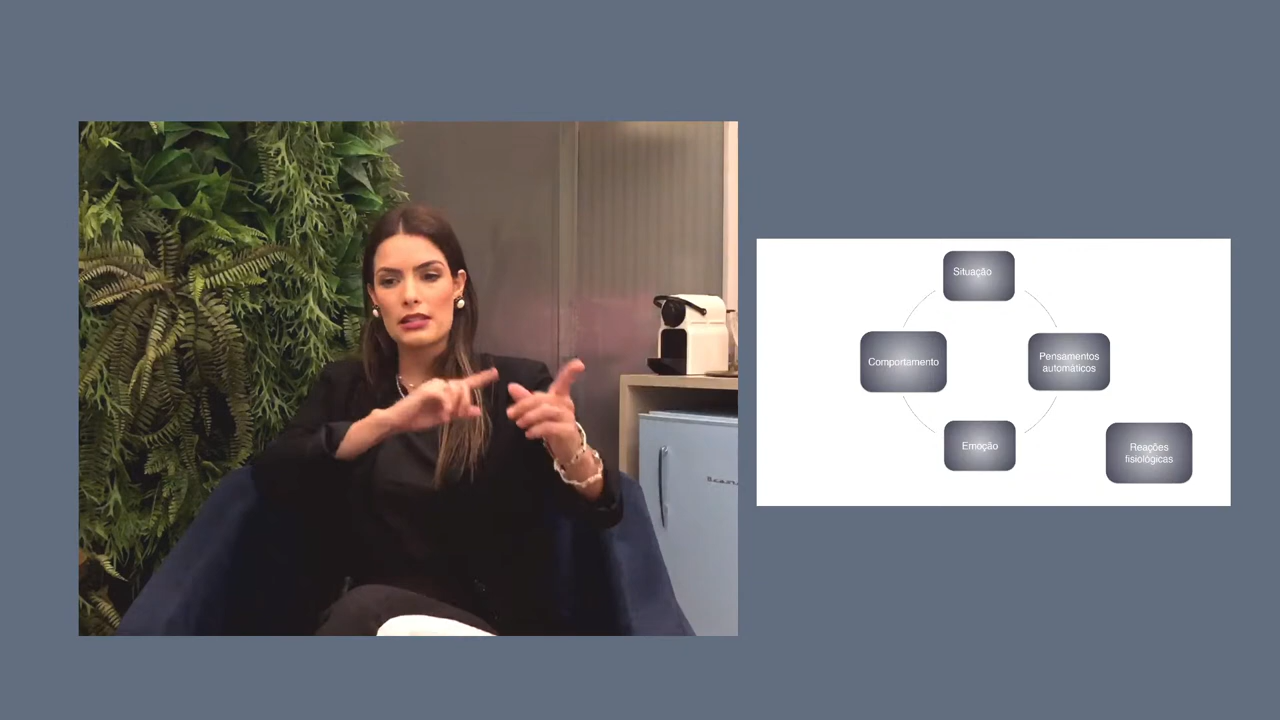 Situação
Comportamento
Pensamentos
automáticos
Emoção
Reações
fisiológicas